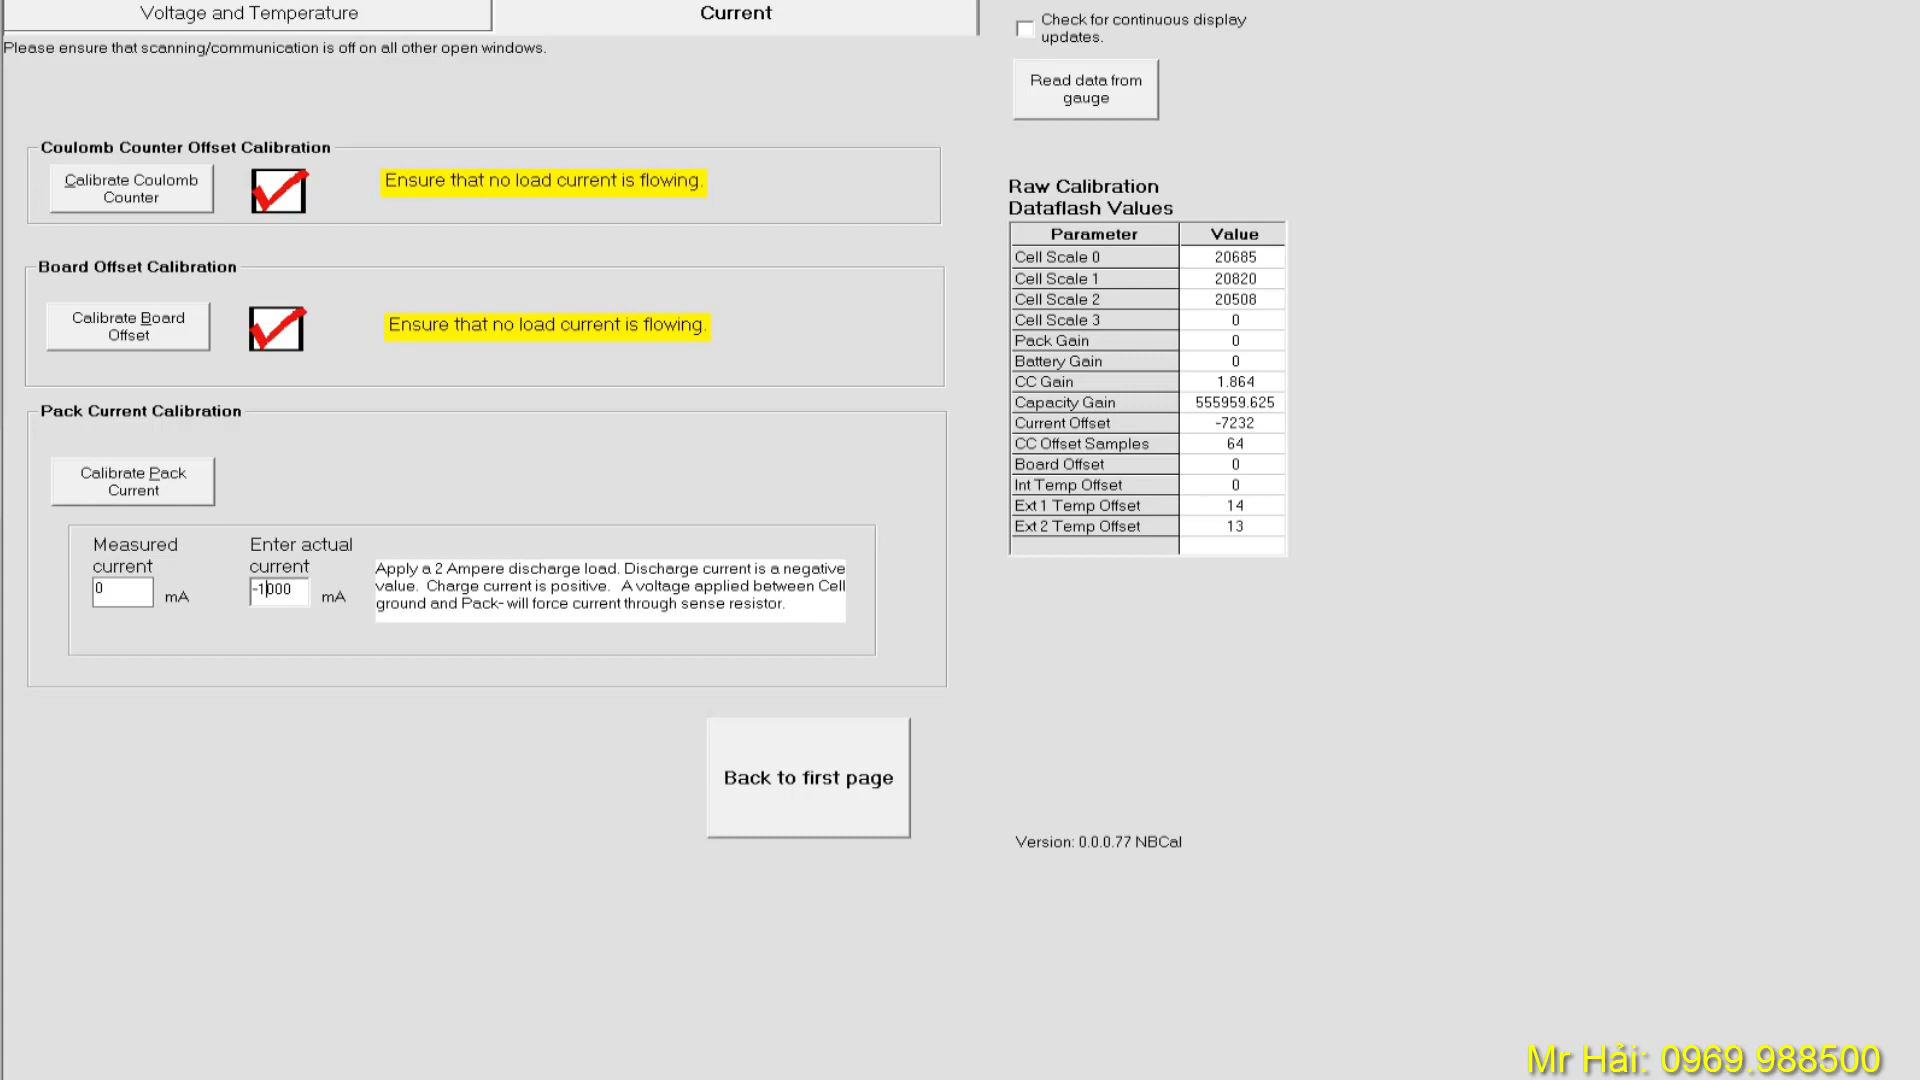 Voltage and Temperature
Current
Please ensure that scanning/communication is off on all other open windows.
Coulomb Counter Offset Calibration
Calibrate Coulomb
Counter
Ensure that no load current is flowing.
Board Offset Calibration
Calibrate Board
Offset
Ensure that no load current is flowing.
Pack Current Calibration
Calibrate Pack
Current
Measured
current
0
mA
Enter actual
current
-1000
mA
Apply a 2 Ampere discharge load. Discharge current is a negative
value. Charge current is positive. A voltage applied between Cell
ground and Pack- will force current through sense resistor.
Back to first page
Check for continuous display
updates.
Read data from
gauge
Raw Calibration
Dataflash Values
Parameter Value
Cell Scale 0 20685
Cell Scale 1 20820
Cell Scale 2 20508
Cell Scale 3 0
Pack Gain 0
Battery Gain 0
CC Gain 1.864
Capacity Gain 555959.625
Current Offset -7232
CC Offset Samples 64
Board Offset 0
Int Temp Offset 0
Ext 1 Temp Offset 14
Ext 2 Temp Offset 13
Version: 0.0.0.77 NBCal
Mr Hải: 0969.988500